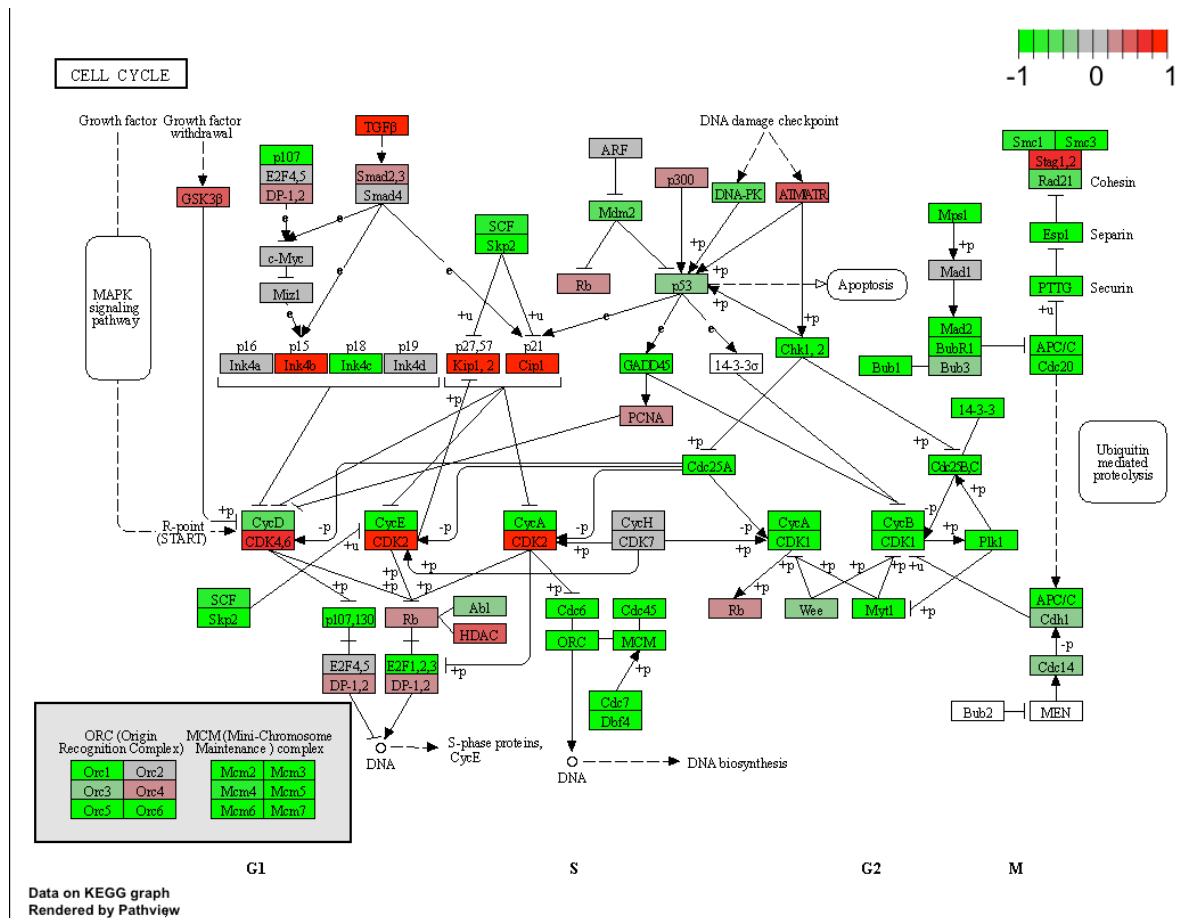 -1 0 1
CELL CYCLE
Growth factor
Growth factor
withdrawal
TGFβ
DNA damage checkpoint
Smc1 Smc3
Stag1,2
Rad21
Cohesin
p107
E2F4,5
DP-1,2
Smad2,3
Smad4
ARF
p300
DNA-PK
ATM/ATR
GSK3β
Mdm2
SCF
Skp2
Mps1
Esp1
Separin
e
e
+p
+p
+p
c-Myc
Mad1
Rb
p53
+p
Apoptosis
MAPK
signaling
pathway
Miz1
PTTG
Securin
e
e
+u
+u
e
e
e
+p
+u
Mad2
BubR1
Bub3
Bub1
APC/C
Cdc20
p16
Ink4a
p15
Ink4b
p18
Ink4c
p19
Ink4d
p27,57
Kip1, 2
p21
Cip1
GADD45
14-3-3σ
Chk1, 2
+p
PCNA
14-3-3
+p
+p
Cdc25A
Cdc25B,C
Ubiquitin
mediated
proteolysis
+p
R-point
(START)
+p
CycD
CDK4,6
-p
CycE
CDK2
-p
CycA
CDK2
-p
CycH
CDK7
-p
CycA
CDK1
CycB
CDK1
-p
+p
+p
Plk1
+u
+p
+p
+u
+p
+p
+p
+p
+p
+p
+p
SCF
Skp2
p107,130
Rb
Abl
HDAC
Cdc6
Cdc45
ORC
MCM
Rb
Wee
Myt1
+p
APC/C
Cdh1
-p
Cdc14
E2F4,5
DP-1,2
E2F1,2,3
DP-1,2
+p
+p
Cdc7
Dbf4
Bub2
MEN
DNA
S-phase proteins,
CycE
DNA
DNA biosynthesis
ORC (Origin
Recognition Complex)
MCM (Mini-Chromosome
Maintenance ) complex
Orc1 Orc2 Mcm2 Mcm3
Orc3 Orc4 Mcm4 Mcm5
Orc5 Orc6 Mcm6 Mcm7
G1 S G2 M
Data on KEGG graph
Rendered by Pathview